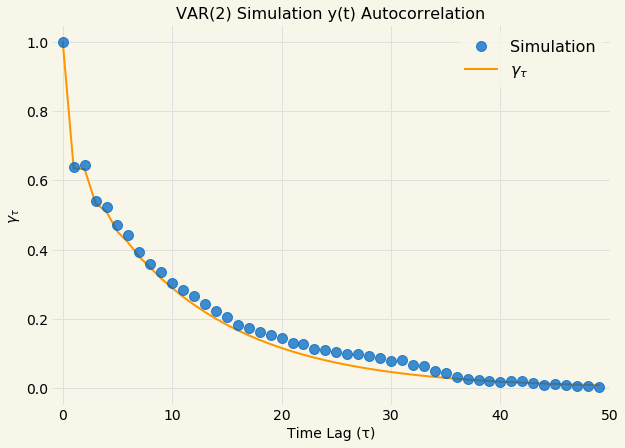 VAR(2) Simulation y(t) Autocorrelation
Simulation
γτ
1.0
0.8
0.6
0.4
0.2
0.0
γτ
0 10 20 30 40 50
Time Lag (τ)